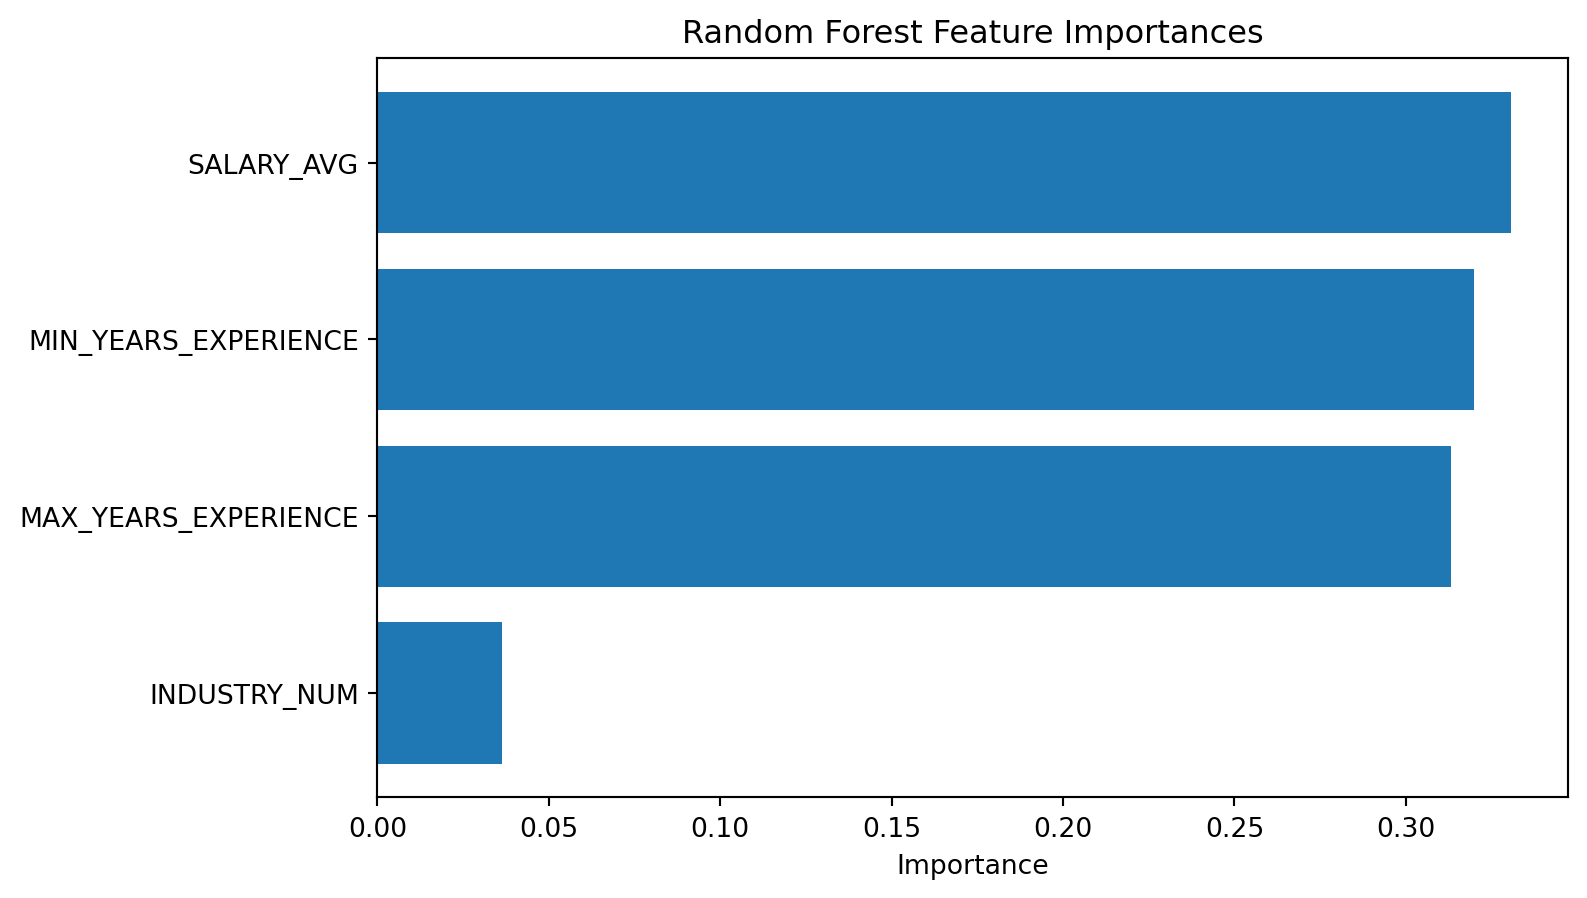 Random Forest Feature Importances
SALARY_AVG
MIN_YEARS_EXPERIENCE
MAX_YEARS_EXPERIENCE
INDUSTRY_NUM
0.00 0.05 0.10 0.15 0.20 0.25 0.30
Importance